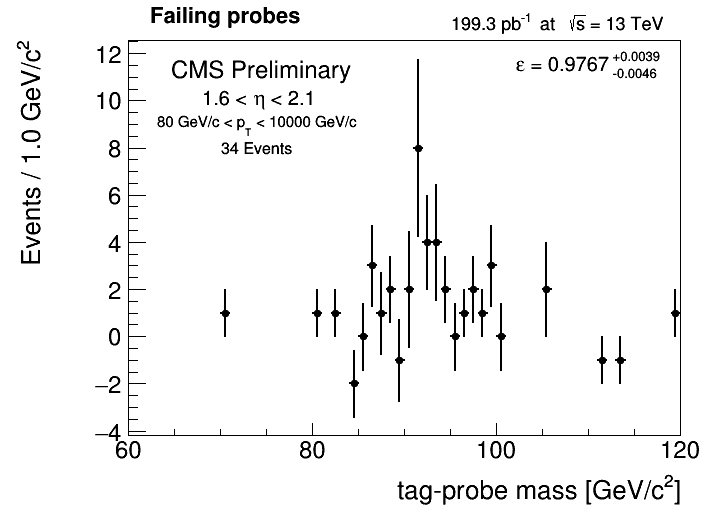 Failing probes
199.3 pb⁻¹ at √s = 13 TeV
CMS Preliminary
1.6 < η < 2.1
80 GeV/c < p_T < 10000 GeV/c
34 Events
ε = 0.9767 +0.0039 -0.0046
Events / 1.0 GeV/c²
12
10
8
6
4
2
0
−2
−4
60 80 100 120
tag-probe mass [GeV/c²]